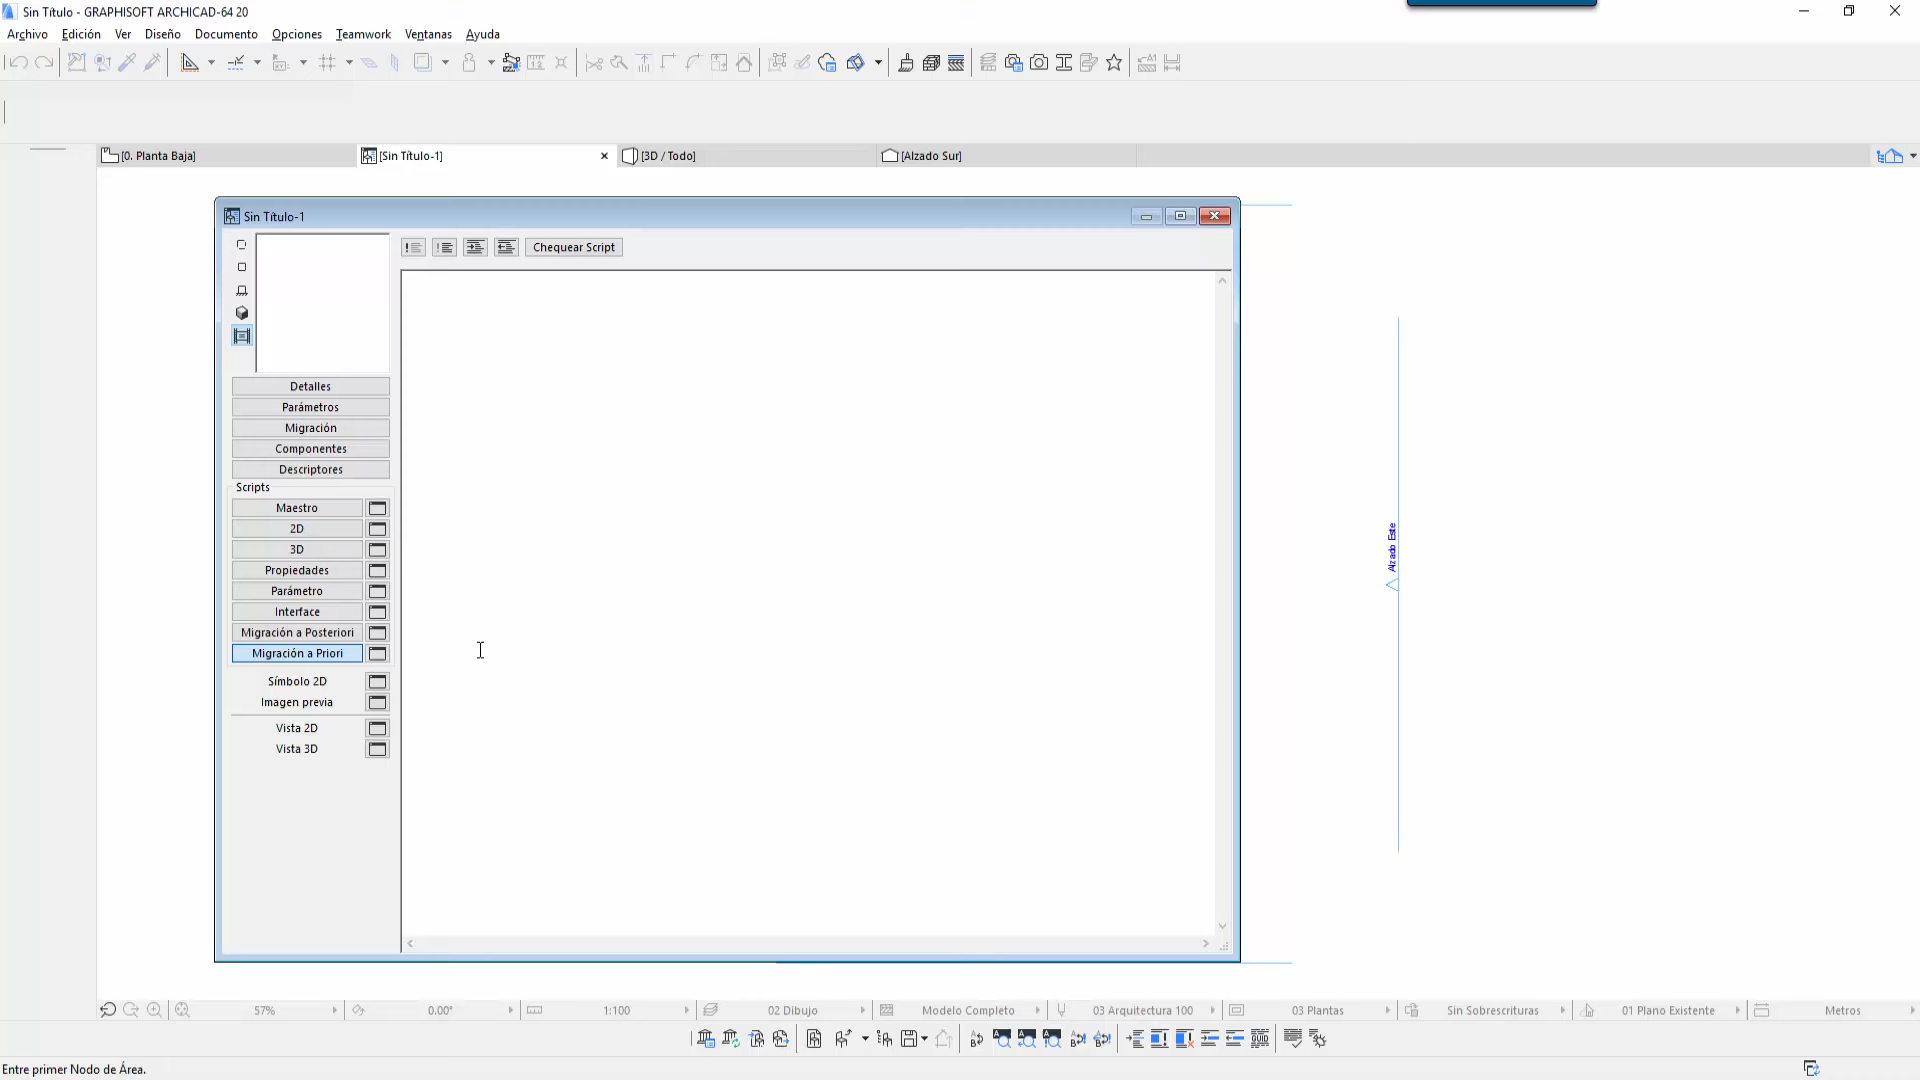 Sin Título - GRAPHISOFT ARCHICAD-64 20
Archivo Edición Ver Diseño Documento Opciones Teamwork Ventanas Ayuda
[0. Planta Baja] [Sin Título-1] [3D / Todo] [Alzado Sur]
Sin Título-1
Chequear Script
Detalles
Parámetros
Migración
Componentes
Descriptores
Scripts
Maestro
2D
3D
Propiedades
Parámetro
Interface
Migración a Posteriori
Migración a Priori
Símbolo 2D
Imagen previa
Vista 2D
Vista 3D
Alzado Este
57% 0.00° 1:100 02 Dibujo Modelo Completo 03 Arquitectura 100 03 Plantas Sin Sobrescrituras 01 Plano Existente Metros
GUID
Entre primer Nodo de Área.